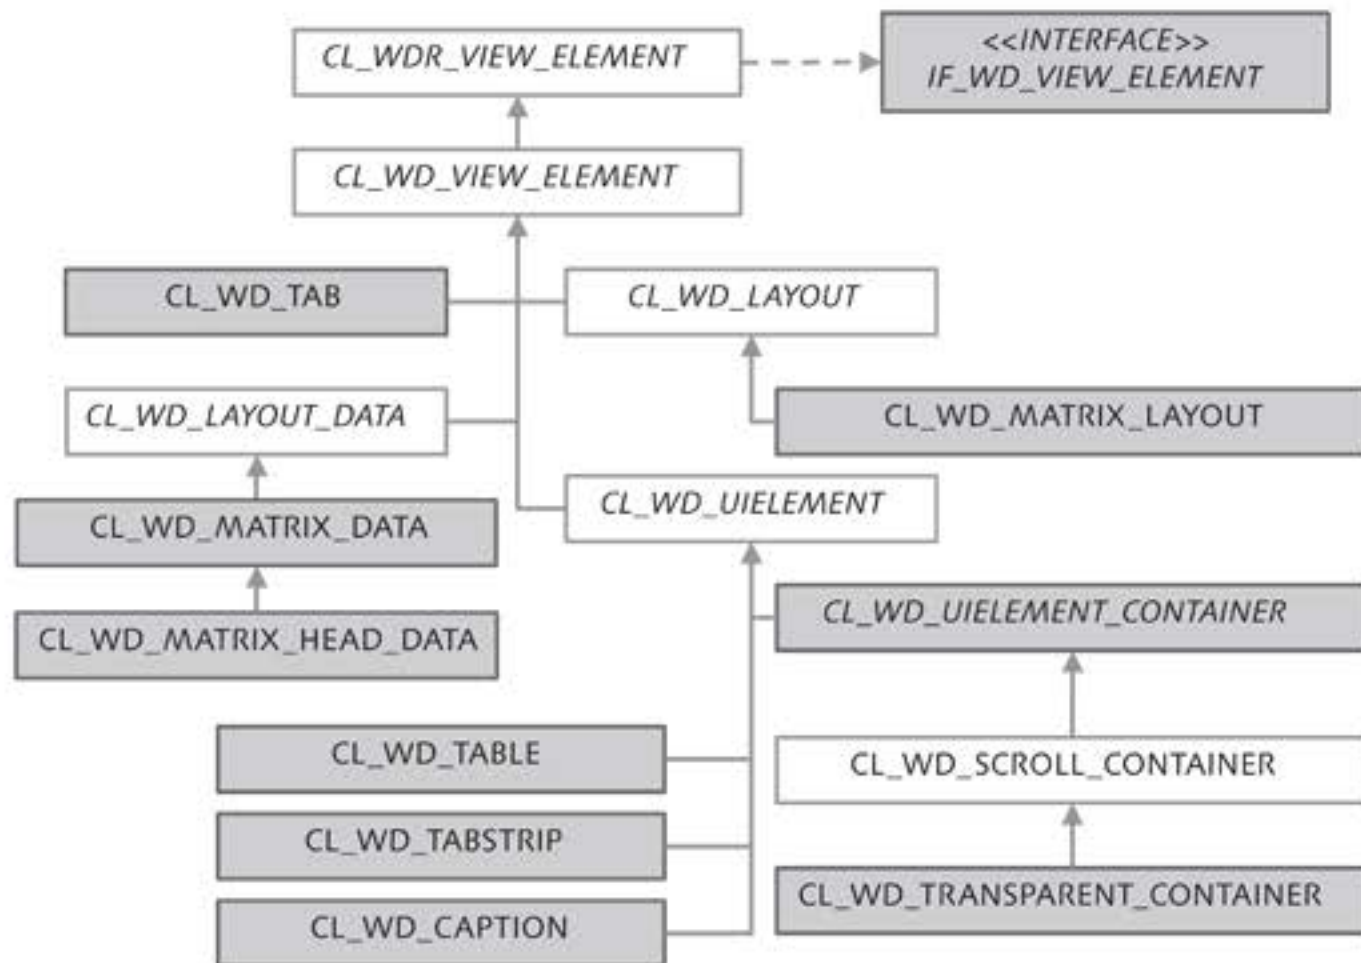 CL_WDR_VIEW_ELEMENT
<<INTERFACE>>
IF_WD_VIEW_ELEMENT
CL_WD_VIEW_ELEMENT
CL_WD_TAB
CL_WD_LAYOUT
CL_WD_LAYOUT_DATA
CL_WD_MATRIX_LAYOUT
CL_WD_UIELEMENT
CL_WD_MATRIX_DATA
CL_WD_UIELEMENT_CONTAINER
CL_WD_MATRIX_HEAD_DATA
CL_WD_TABLE
CL_WD_SCROLL_CONTAINER
CL_WD_TABSTRIP
CL_WD_TRANSPARENT_CONTAINER
CL_WD_CAPTION